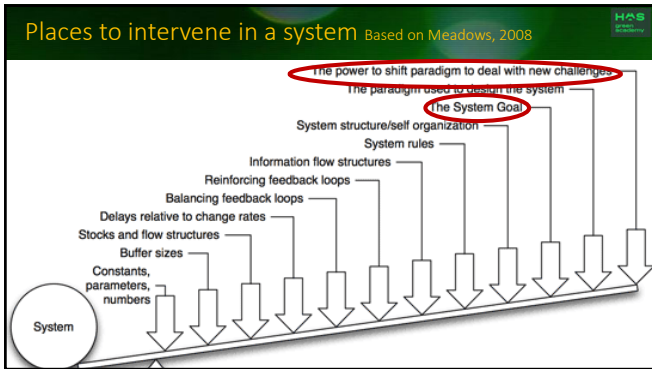 Places to intervene in a system Based on Meadows, 2008
HAS
green
academy
The power to shift paradigm to deal with new challenges
The paradigm used to design the system
The System Goal
System structure/self organization
System rules
Information flow structures
Reinforcing feedback loops
Balancing feedback loops
Delays relative to change rates
Stocks and flow structures
Buffer sizes
Constants,
parameters,
numbers
System